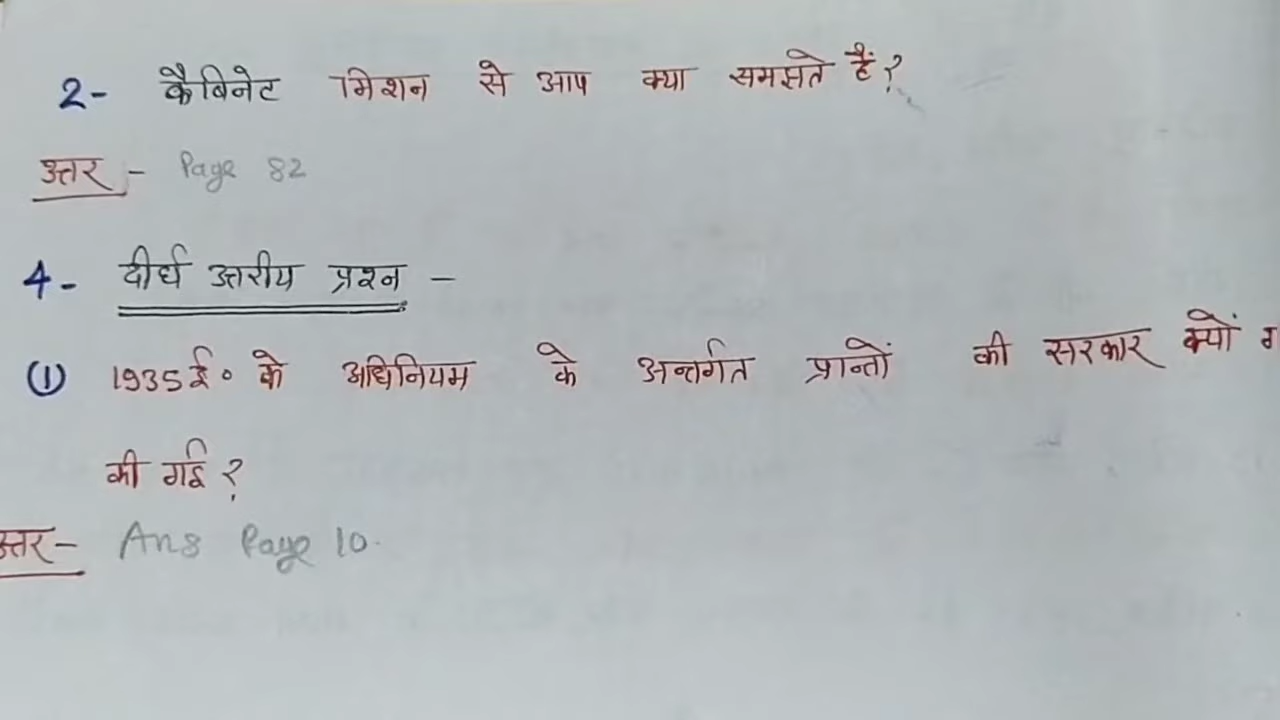 2- कैबिनेट मिशन से आप क्या समझते हैं?
उत्तर - Page 82
4- दीर्घ उत्तरीय प्रश्न -
(1) 1935 ई० के अधिनियम के अन्तर्गत प्रान्तों की सरकार क्यों
की गई?
उत्तर- Ans Page 10.